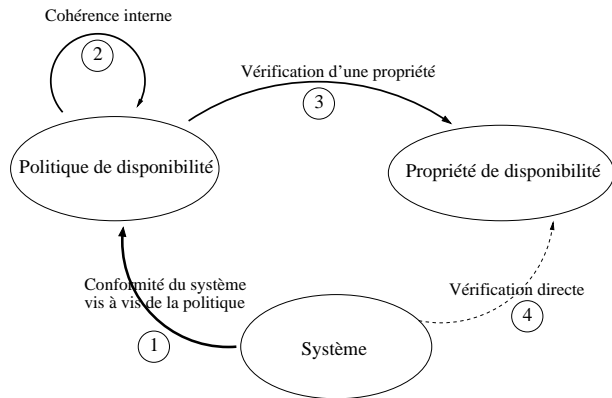 Cohérence interne
2
Vérification d'une propriété
3
Politique de disponibilité
Propriété de disponibilité
Conformité du système
vis à vis de la politique
1
Vérification directe
4
Système